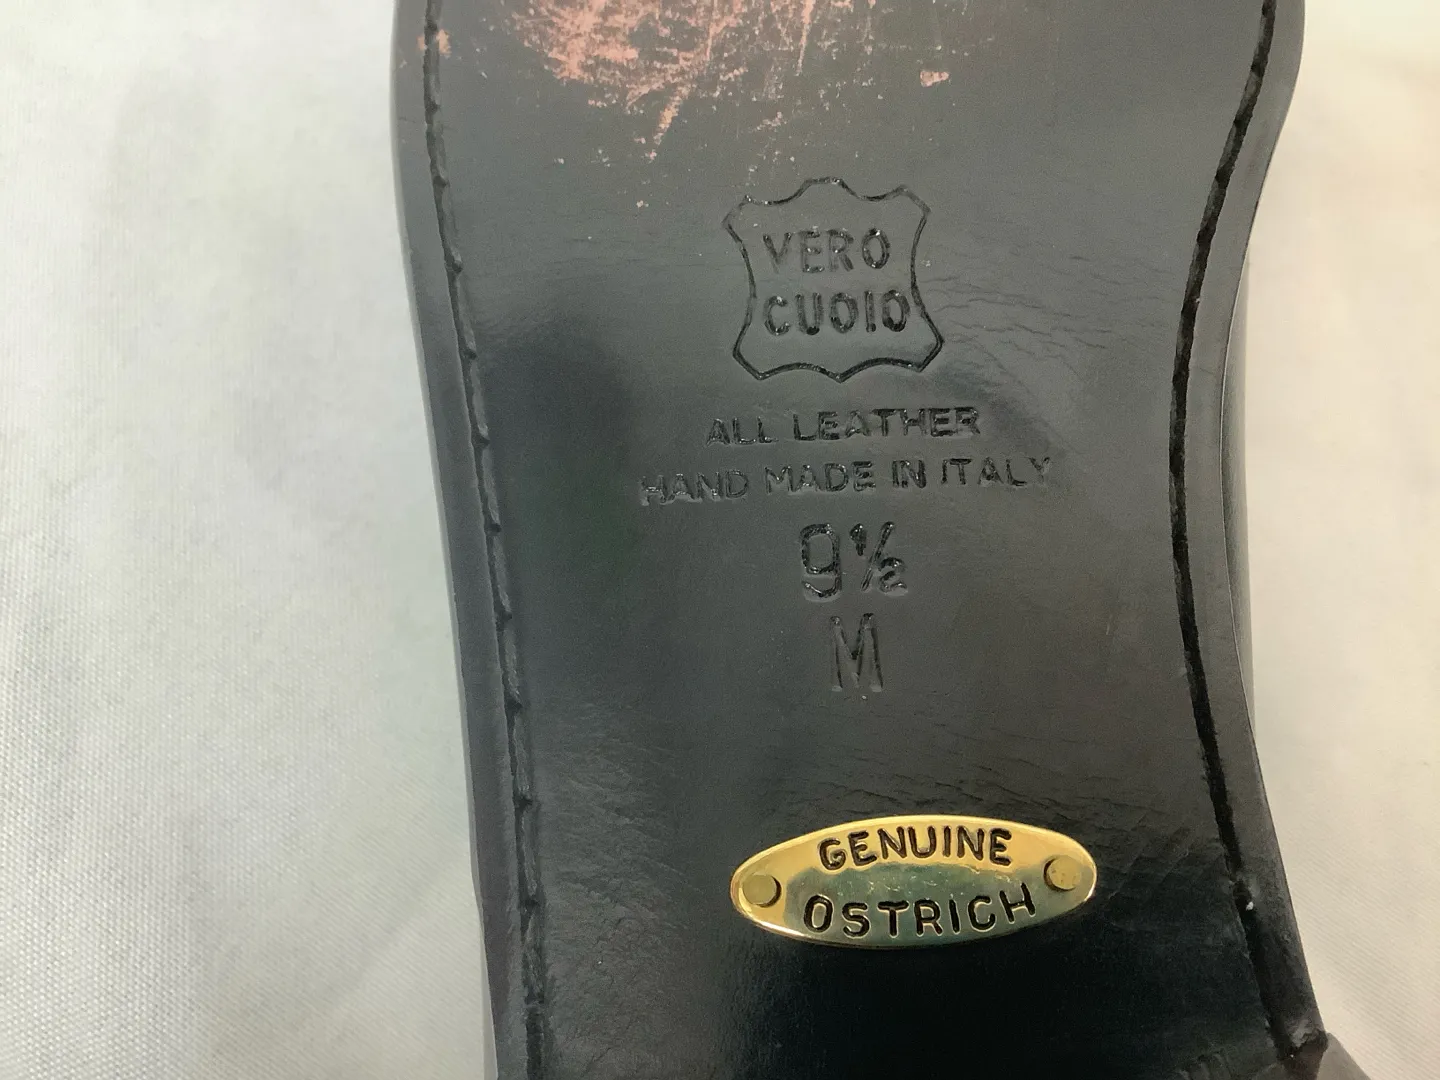 VERO
CUOIO
ALL LEATHER
HAND MADE IN ITALY
9½
M
GENUINE
OSTRICH